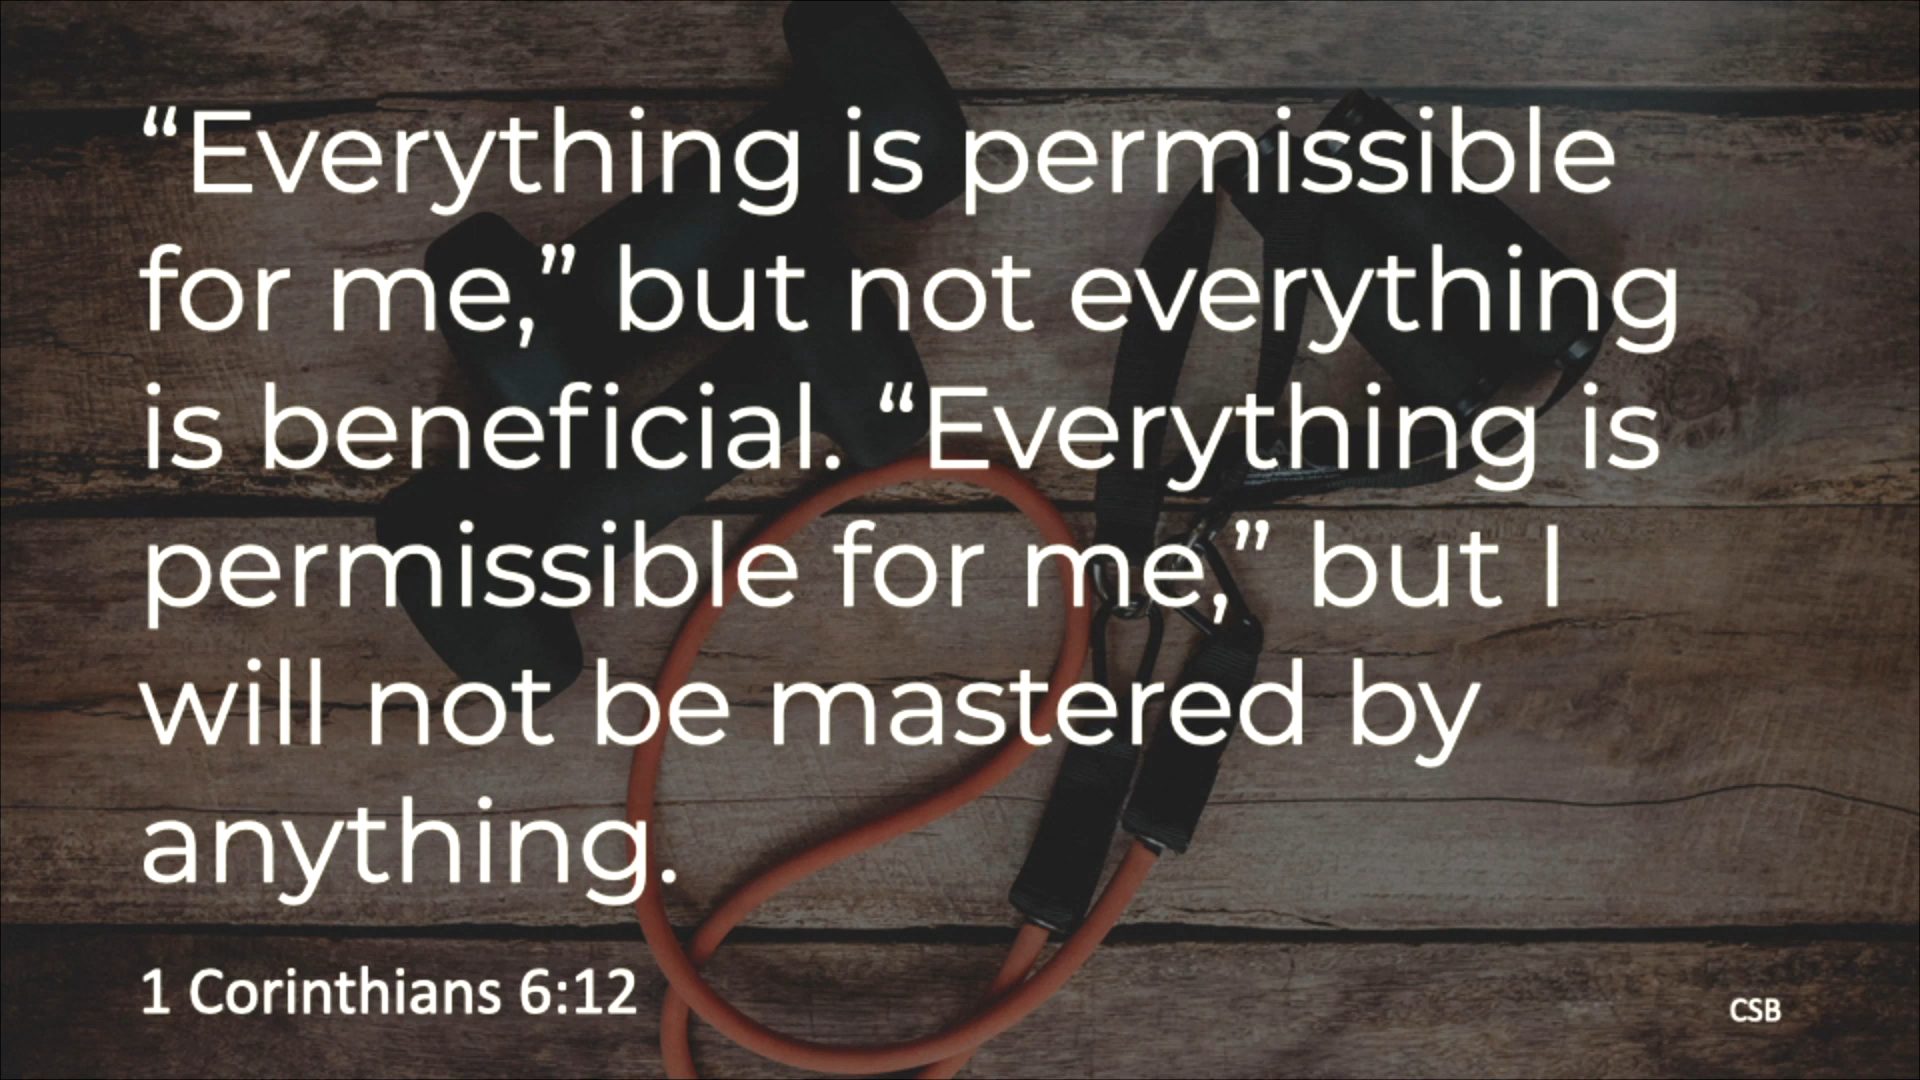 “Everything is permissible
for me,” but not everything
is beneficial. “Everything is
permissible for me,” but I
will not be mastered by
anything.
1 Corinthians 6:12
CSB